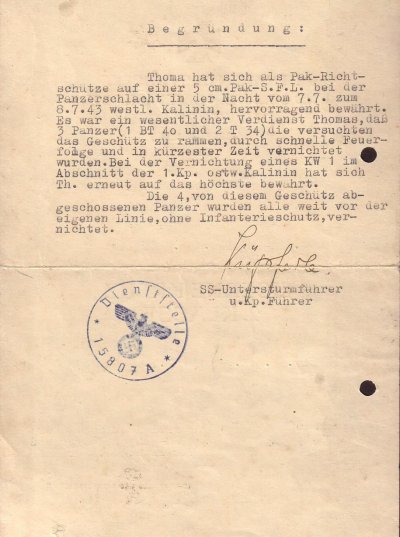 B e g r ü n d u n g :
Thoma hat sich als Pak-Richt-
schütze auf einer 5 cm.Pak-S.F.L. bei der
Panzerschlacht in der Nacht vom 7.7. zum
8.7.43 westl. Kalinin, hervorragend bewährt.
Es war ein wesentlicher Verdienst Thomas,daß
3 Panzer(1 BT 4o und 2 T 34)die versuchten
das Geschütz zu rammen,durch schnelle Feuer-
folge und in kürzester Zeit vernichtet
wurden.Bei der Vernichtung eines KW 1 im
Abschnitt der 1.Kp. ostw.Kalinin hat sich
Th. erneut auf das höchste bewährt.
Die 4,von diesem Geschütz ab-
geschossenen Panzer wurden alle weit vor der
eigenen Linie,ohne Infanterieschutz,ver-
nichtet.
SS-Untersturmführer
u.Kp.Führer
Dienststelle
* 15807 A. *